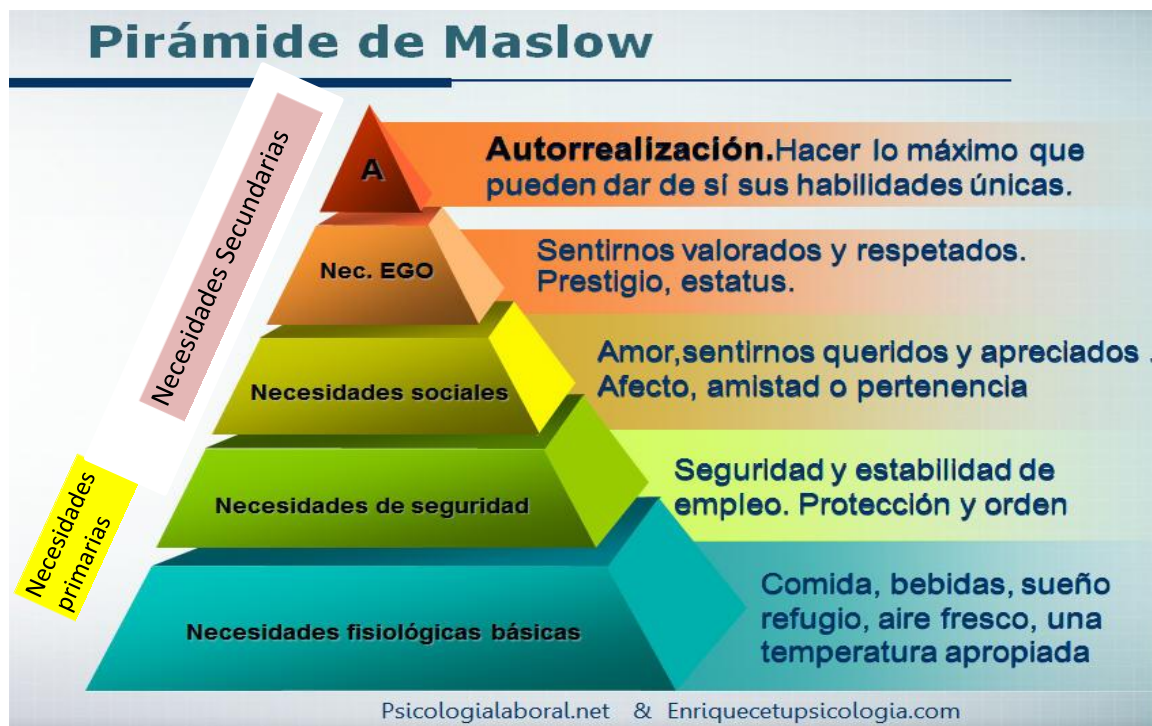 Pirámide de Maslow
Necesidades Secundarias
Necesidades
primarias
A
Autorrealización.Hacer lo máximo que
pueden dar de sí sus habilidades únicas.
Nec. EGO
Sentirnos valorados y respetados.
Prestigio, estatus.
Necesidades sociales
Amor,sentirnos queridos y apreciados .
Afecto, amistad o pertenencia
Necesidades de seguridad
Seguridad y estabilidad de
empleo. Protección y orden
Necesidades fisiológicas básicas
Comida, bebidas, sueño
refugio, aire fresco, una
temperatura apropiada
Psicologialaboral.net & Enriquecetupsicologia.com